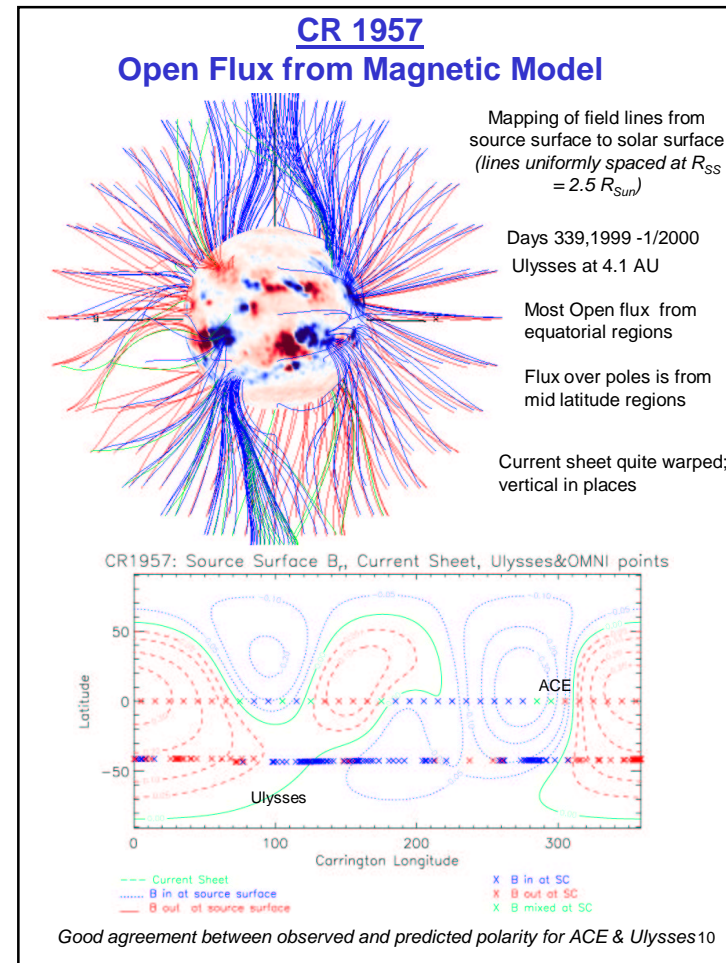 CR 1957
Open Flux from Magnetic Model
Mapping of field lines from
source surface to solar surface
(lines uniformly spaced at RSS
= 2.5 RSun)
Days 339,1999 -1/2000
Ulysses at 4.1 AU
Most Open flux from
equatorial regions
Flux over poles is from
mid latitude regions
Current sheet quite warped;
vertical in places
CR1957: Source Surface Br, Current Sheet, Ulysses&OMNI points
50
0
-50
Latitude
ACE
Ulysses
0 100 200 300
Carrington Longitude
Current Sheet
B in at source surface
B out at source surface
X B in at SC
X B out at SC
X B mixed at SC
Good agreement between observed and predicted polarity for ACE & Ulysses
10